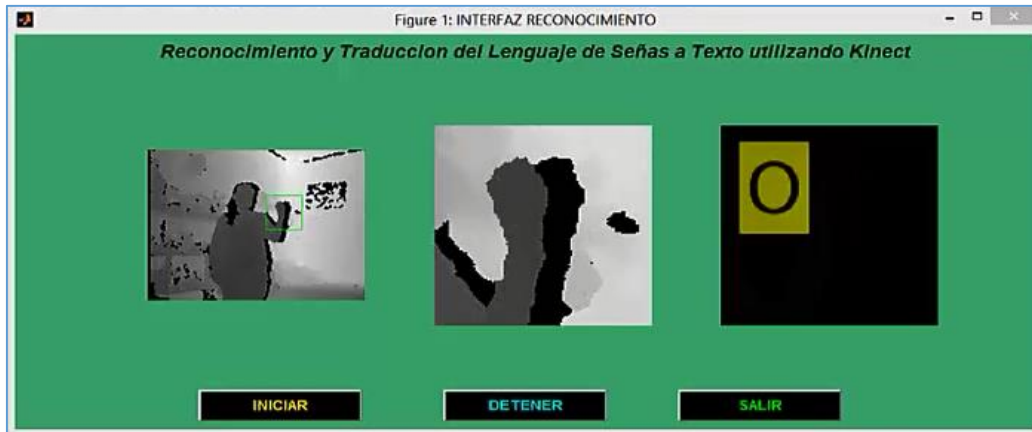 Figure 1: INTERFAZ RECONOCIMIENTO
Reconocimiento y Traduccion del Lenguaje de Señas a Texto utilizando Kinect
O
INICIAR
DETENER
SALIR